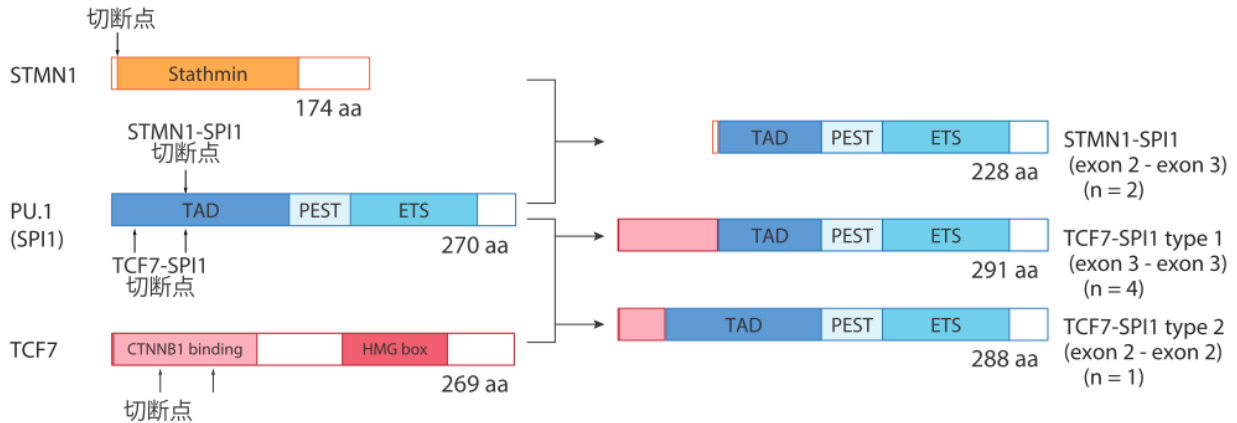 切断点
STMN1
Stathmin
174 aa
STMN1-SPI1
切断点
PU.1
(SPI1)
TAD
PEST
ETS
270 aa
TCF7-SPI1
切断点
TCF7
CTNNB1 binding
HMG box
269 aa
切断点
TAD
PEST
ETS
228 aa
STMN1-SPI1
(exon 2 - exon 3)
(n = 2)
TAD
PEST
ETS
291 aa
TCF7-SPI1 type 1
(exon 3 - exon 3)
(n = 4)
TAD
PEST
ETS
288 aa
TCF7-SPI1 type 2
(exon 2 - exon 2)
(n = 1)